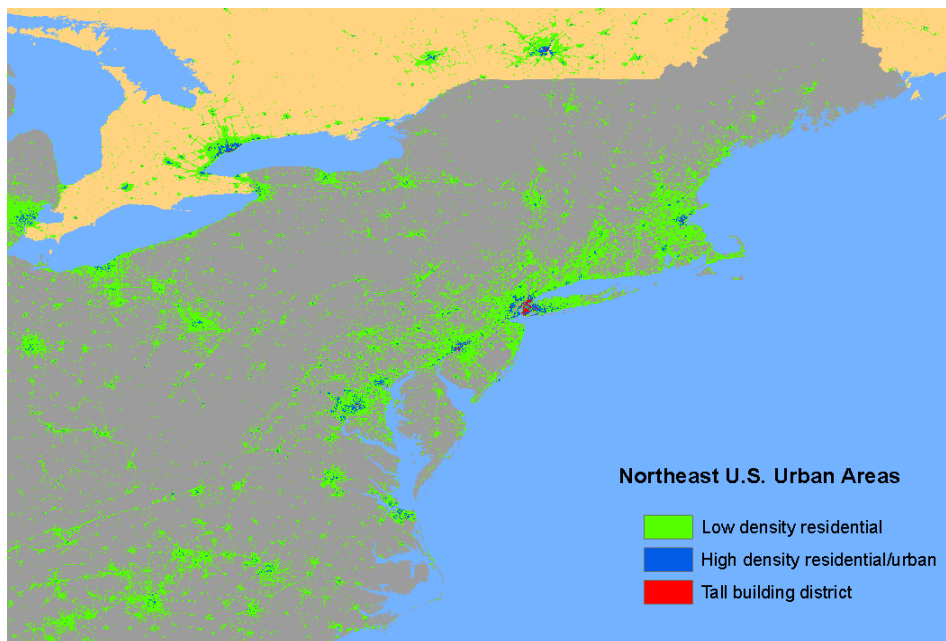 Northeast U.S. Urban Areas
Low density residential
High density residential/urban
Tall building district